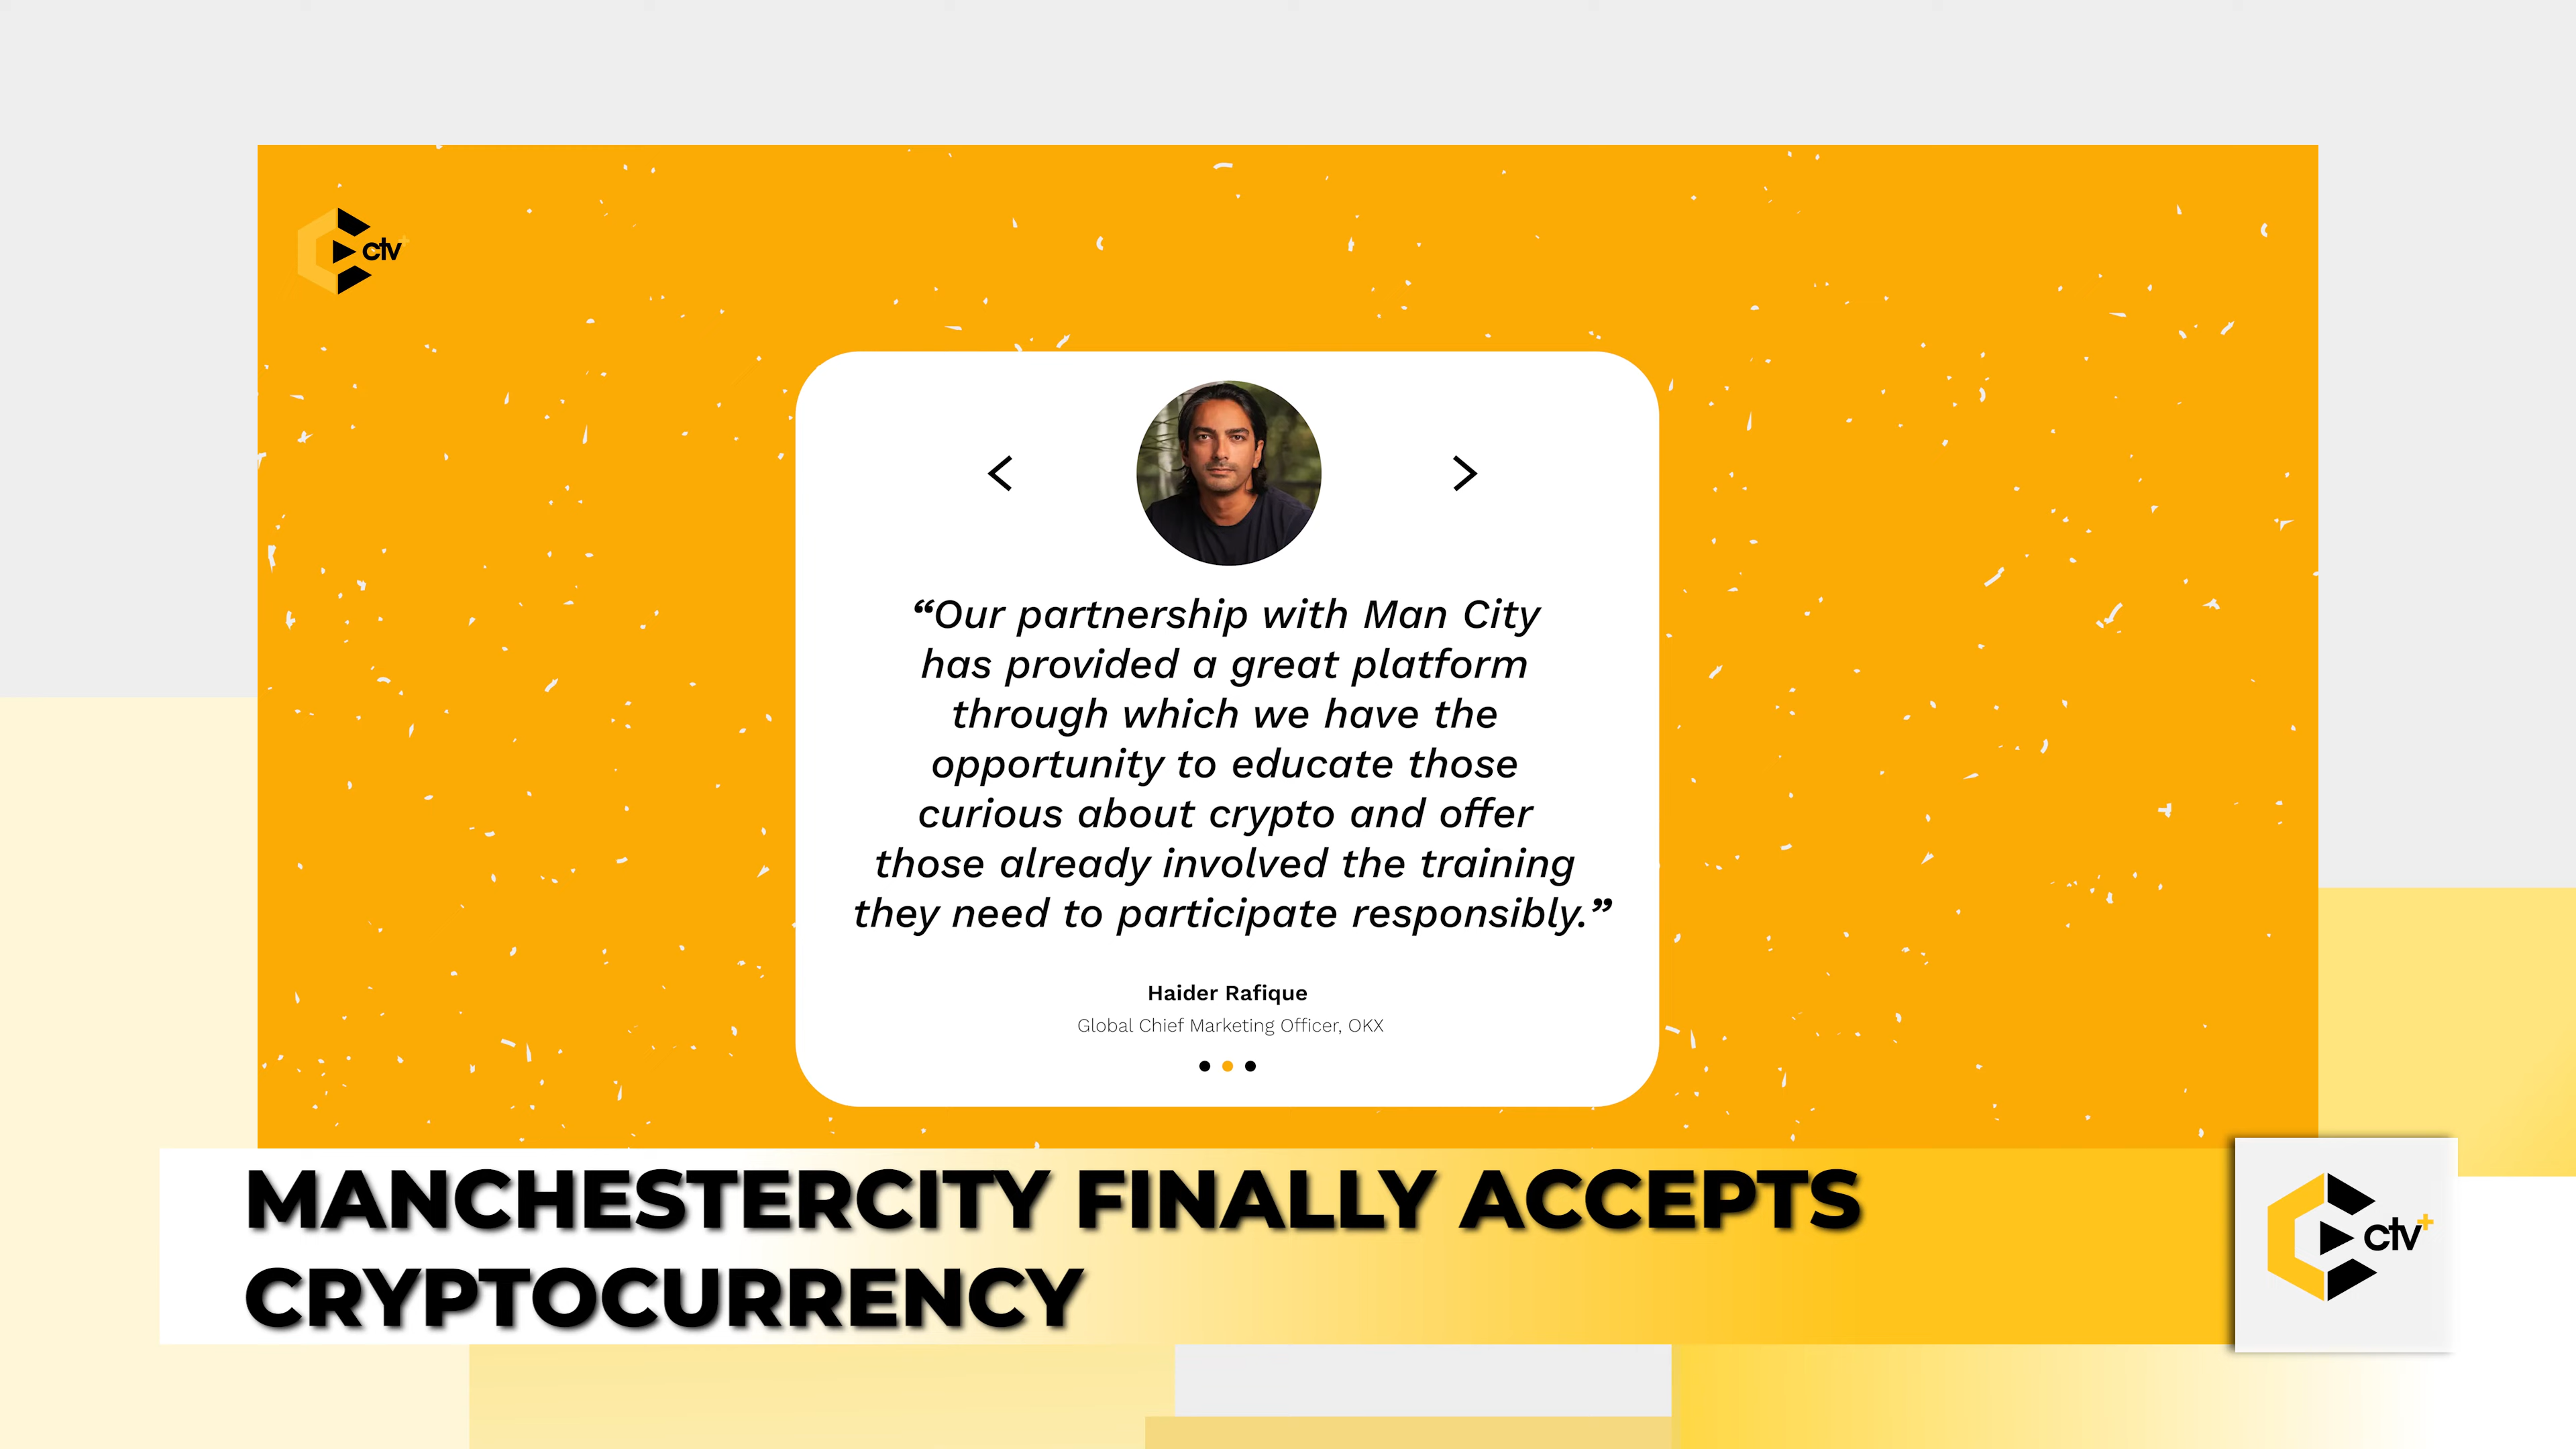 ctv+
“Our partnership with Man City
has provided a great platform
through which we have the
opportunity to educate those
curious about crypto and offer
those already involved the training
they need to participate responsibly.”
Haider Rafique
Global Chief Marketing Officer, OKX
MANCHESTERCITY FINALLY ACCEPTS
CRYPTOCURRENCY
ctv+